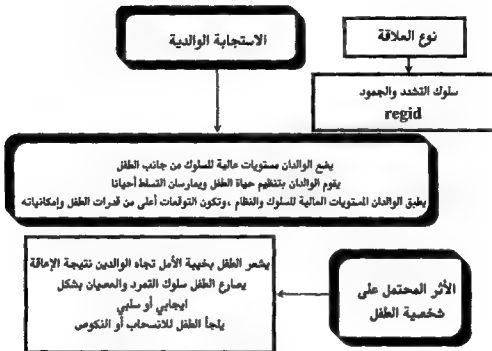 نوع العلاقة
سلوك التشدد والجمود
regid
الاستجابة الوالدية
يضع الوالدان مستويات عالية للسلوك من جانب الطفل
يقوم الوالدان بتنظيم حياة الطفل ويمارسان التسلط أحيانا
يطبق الوالدان المستويات العالية للسلوك والنظام ،وتكون التوقعات أعلى من قدرات الطفل وإمكانياته
الأثر المحتمل على
شخصية الطفل
يشعر الطفل بخيبة الأمل تجاه الوالدين نتيجة الإعاقة
يصارع الطفل سلوك التمرد والعصيان بشكل
ايجابي أو سلبي
يلجأ الطفل للانسحاب أو النكوص